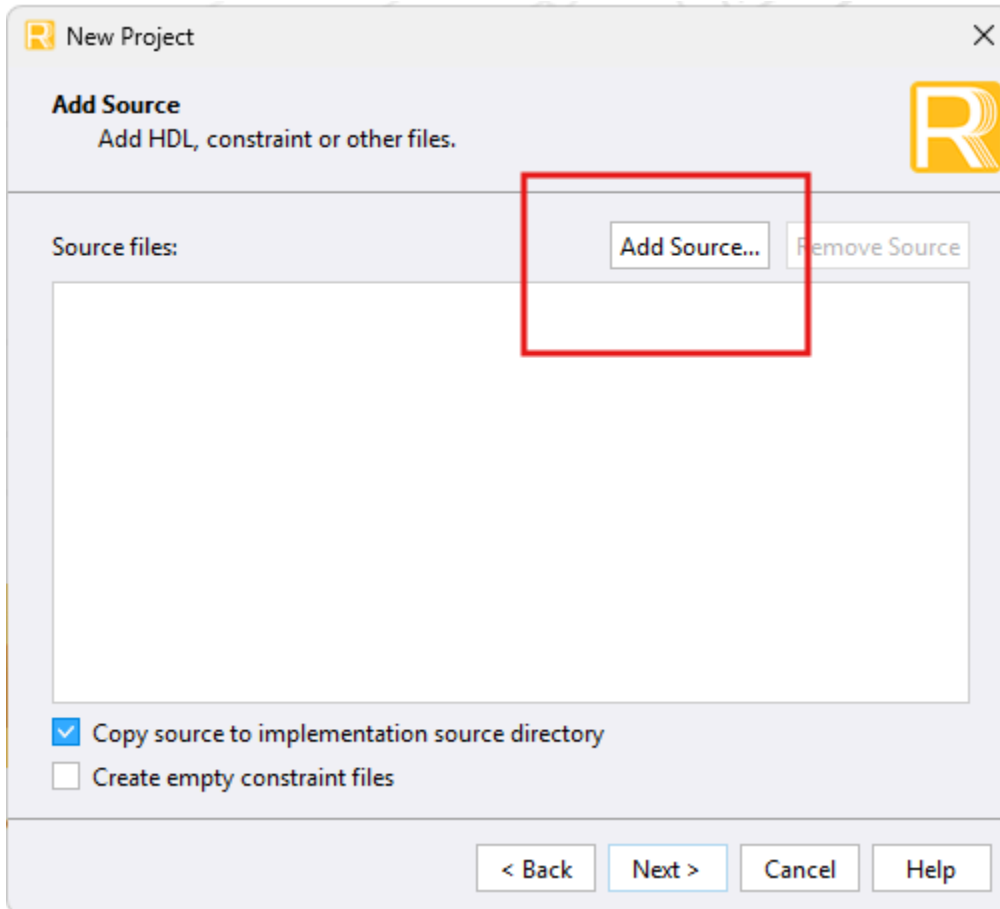 New Project
Add Source
Add HDL, constraint or other files.
Source files:
Add Source...
Remove Source
Copy source to implementation source directory
Create empty constraint files
< Back
Next >
Cancel
Help